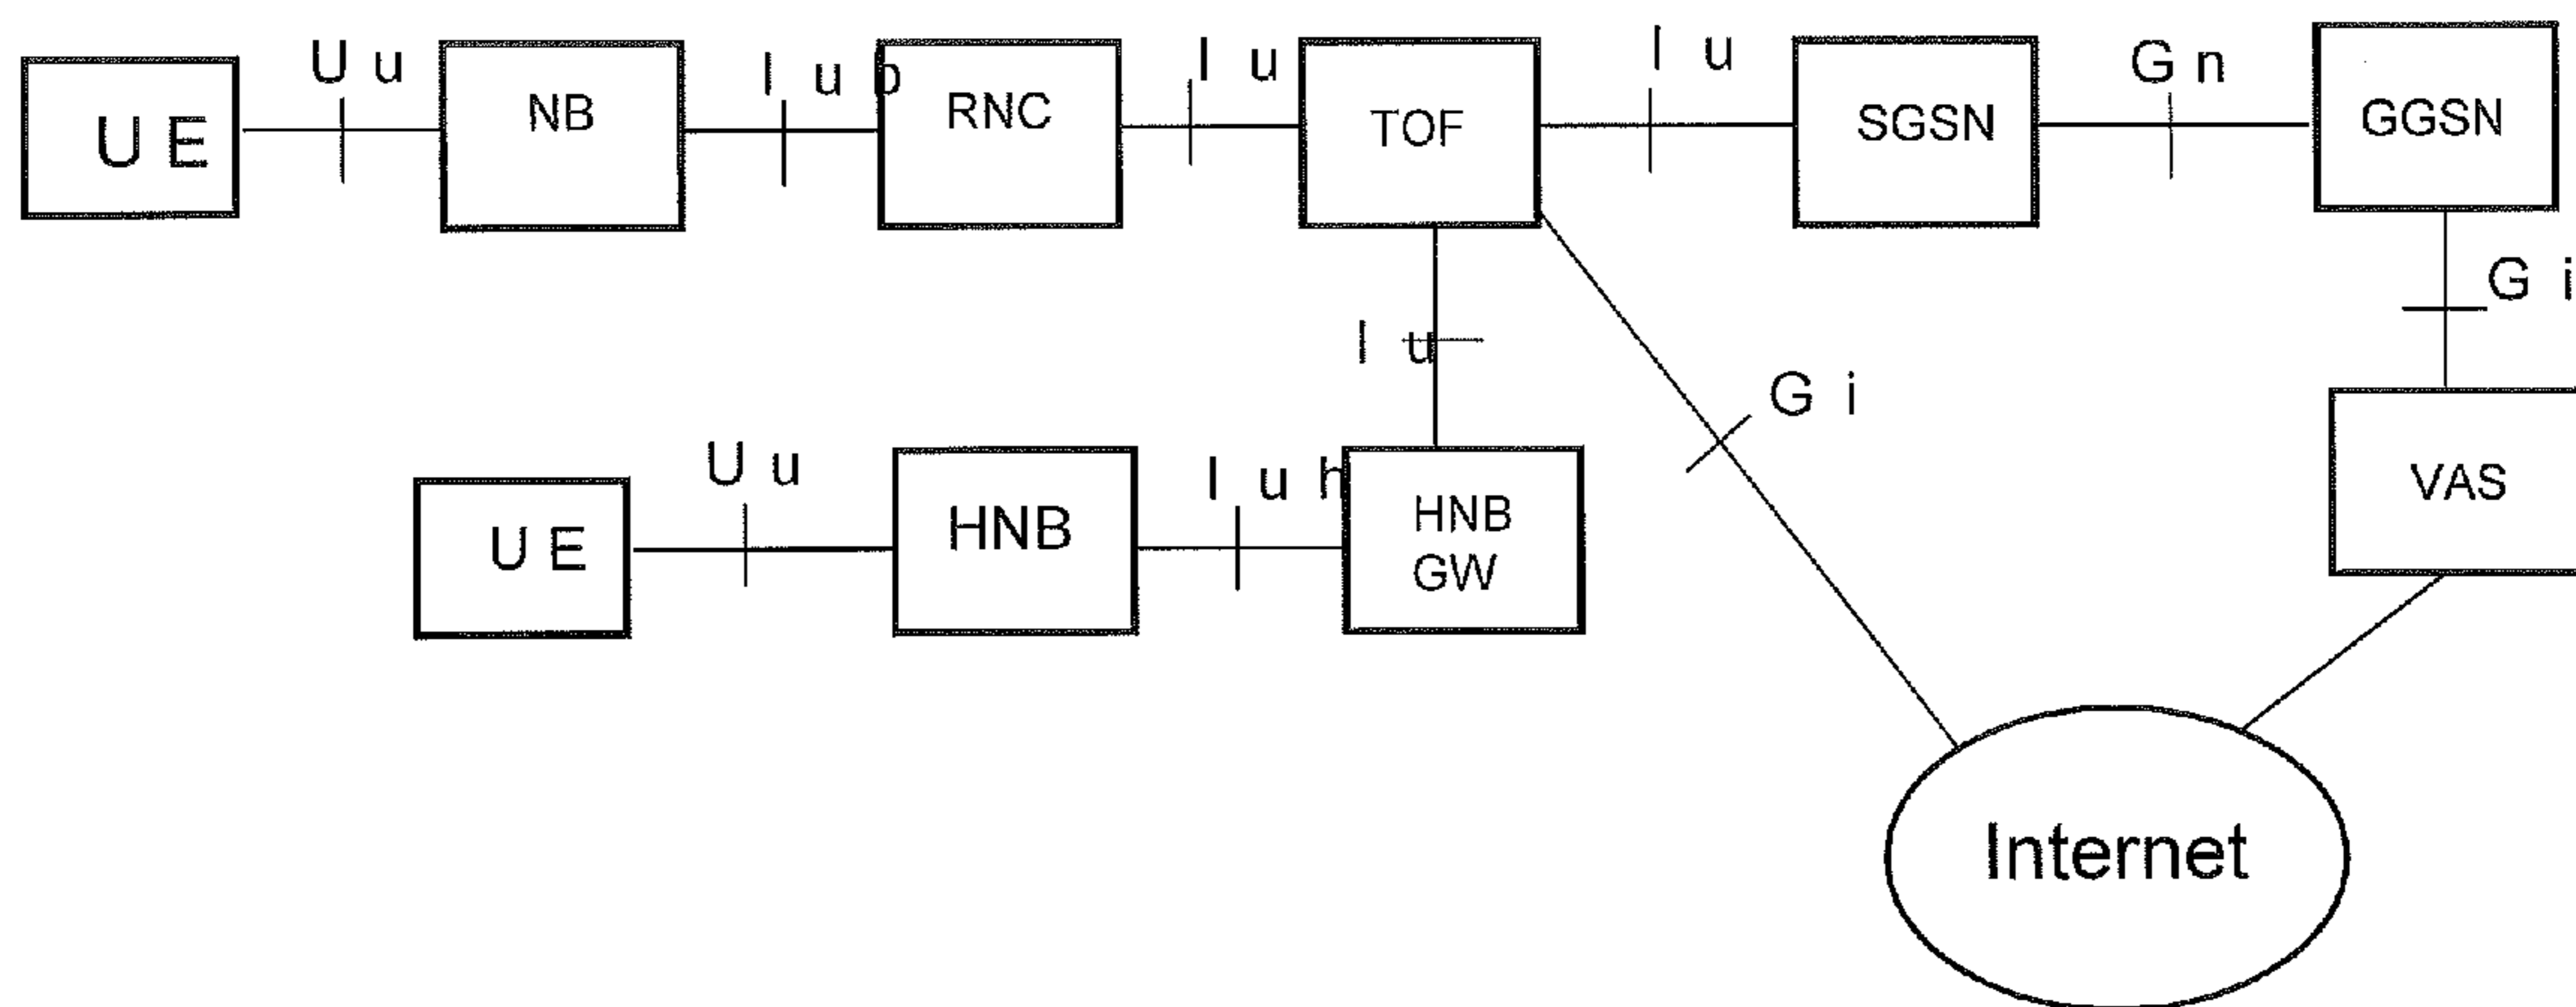 U u
I u b
I u
I u
G n
U E
NB
RNC
TOF
SGSN
GGSN
G i
I u
G i
U u
I u h
U E
HNB
HNB
GW
VAS
Internet